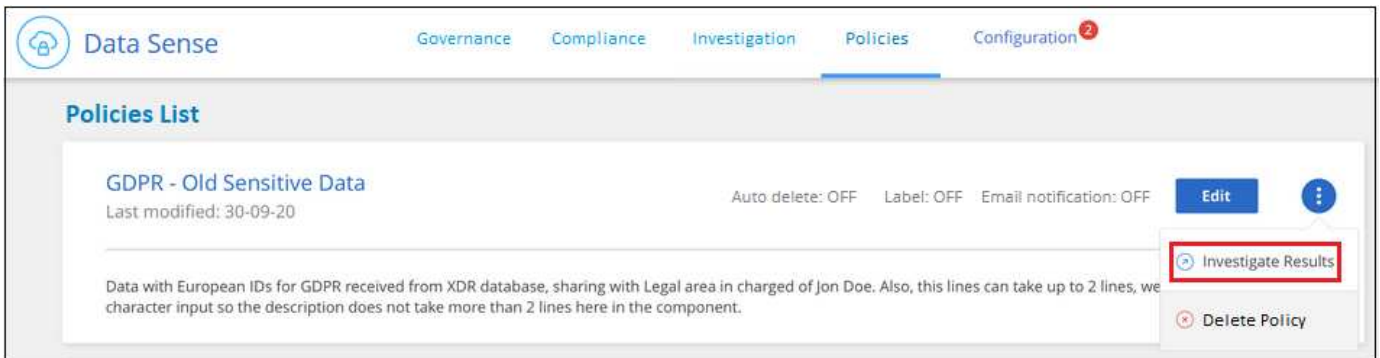 Data Sense
Governance Compliance Investigation Policies Configuration 2
Policies List
GDPR - Old Sensitive Data
Last modified: 30-09-20
Auto delete: OFF Label: OFF Email notification: OFF Edit
Investigate Results
Data with European IDs for GDPR received from XDR database, sharing with Legal area in charged of Jon Doe. Also, this lines can take up to 2 lines, we
character input so the description does not take more than 2 lines here in the component.
Delete Policy